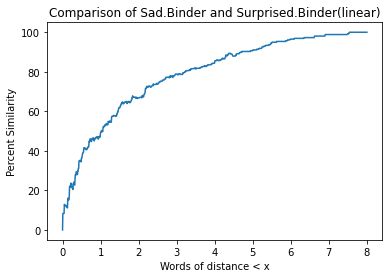 Comparison of Sad.Binder and Surprised.Binder(linear)
Percent Similarity
100
80
60
40
20
0
0 1 2 3 4 5 6 7 8
Words of distance < x